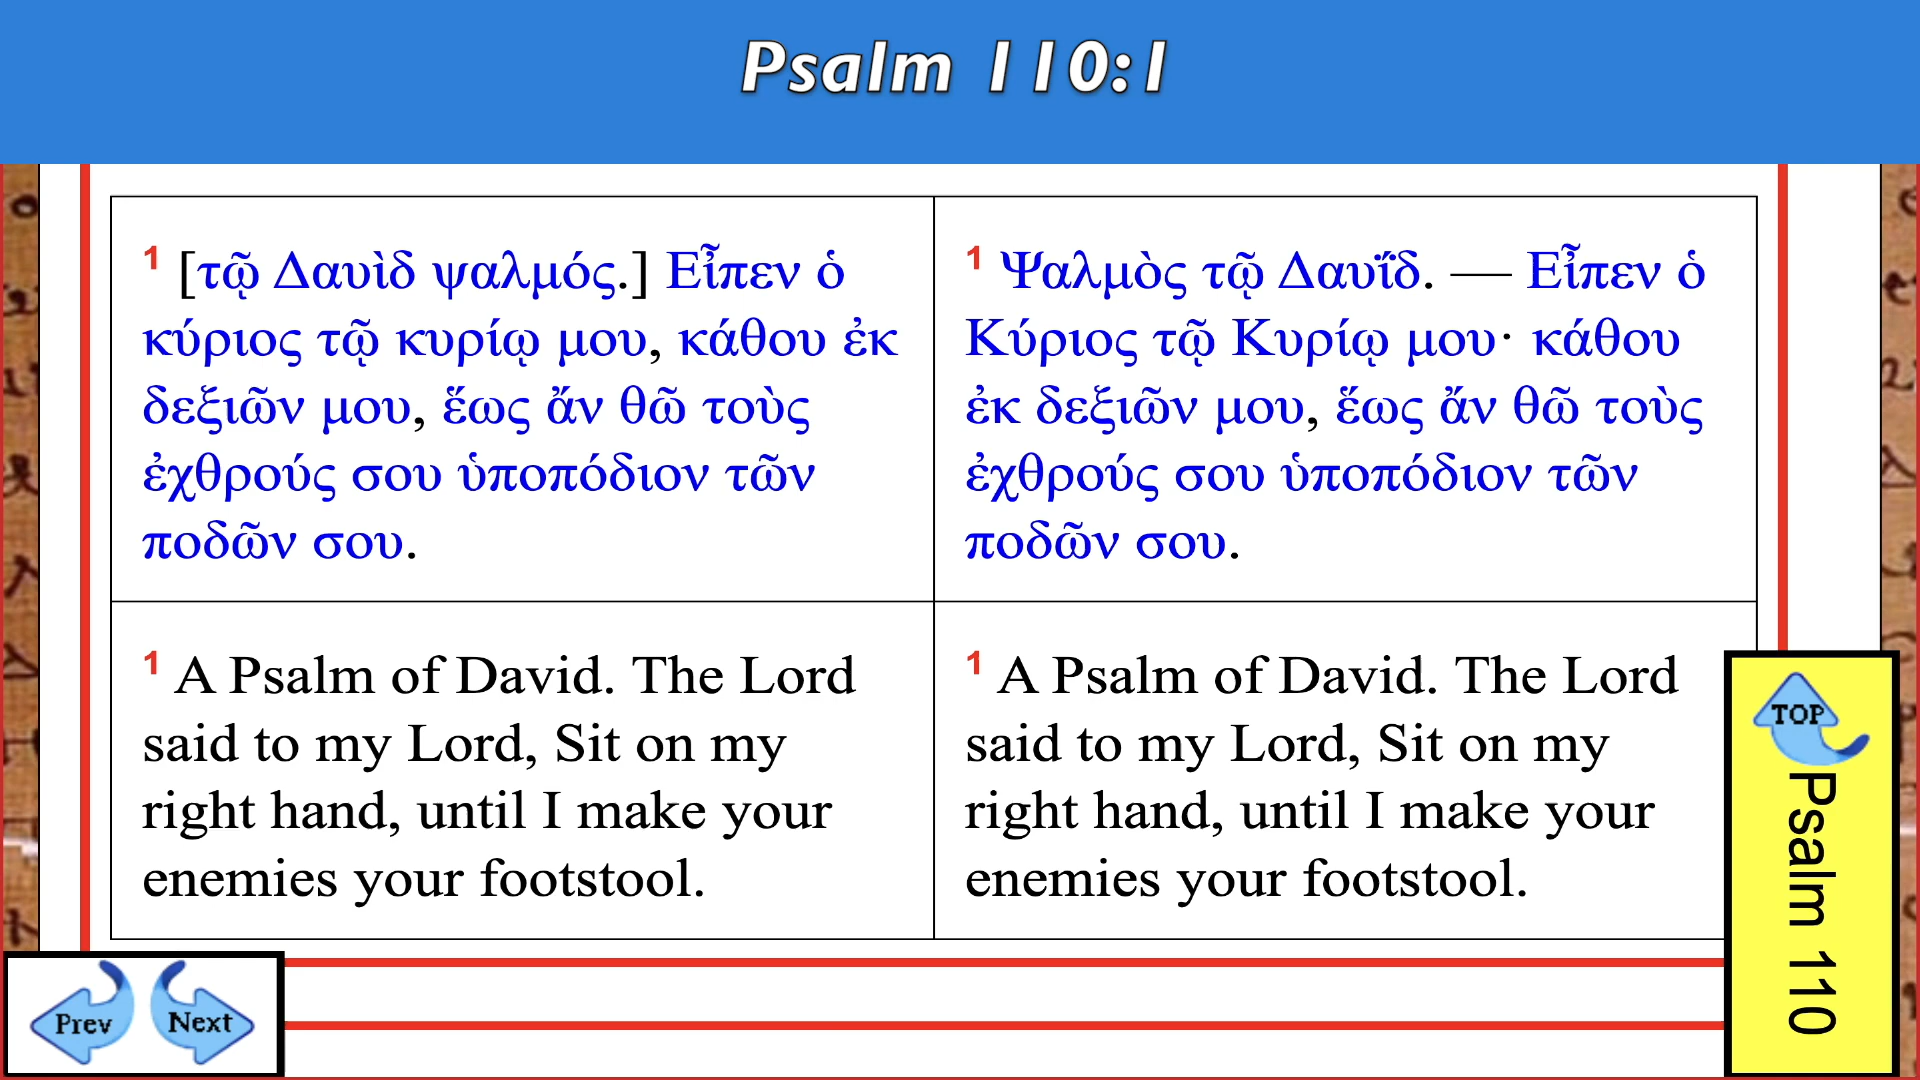 Psalm 110:1
1 [τῷ Δαυὶδ ψαλμός.] Εἶπεν ὁ
κύριος τῷ κυρίῳ μου, κάθου ἐκ
δεξιῶν μου, ἕως ἄν θῶ τοὺς
ἐχθρούς σου ὑποπόδιον τῶν
ποδῶν σου.
1 Ψαλμὸς τῷ Δαυΐδ. — Εἶπεν ὁ
Κύριος τῷ Κυρίῳ μου· κάθου
ἐκ δεξιῶν μου, ἕως ἄν θῶ τοὺς
ἐχθρούς σου ὑποπόδιον τῶν
ποδῶν σου.
1 A Psalm of David. The Lord
said to my Lord, Sit on my
right hand, until I make your
enemies your footstool.
1 A Psalm of David. The Lord
said to my Lord, Sit on my
right hand, until I make your
enemies your footstool.
TOP
Psalm 110
Prev
Next